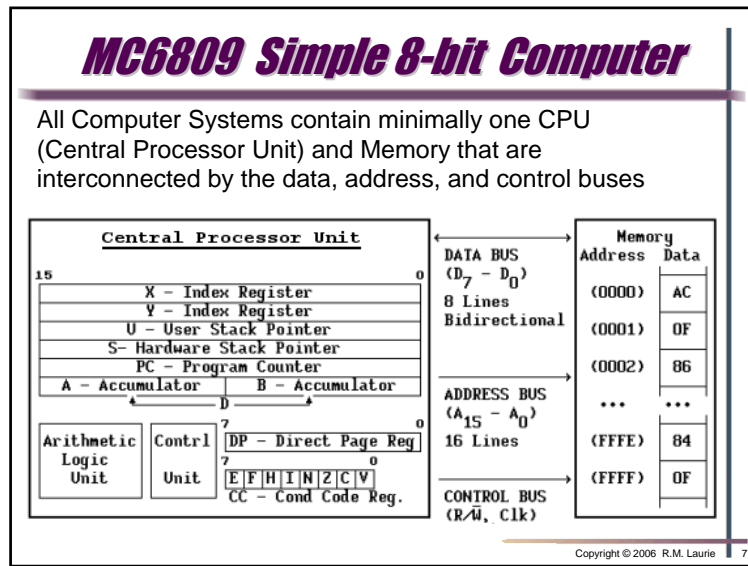 MC6809 Simple 8-bit Computer
All Computer Systems contain minimally one CPU
(Central Processor Unit) and Memory that are
interconnected by the data, address, and control buses
Central Processor Unit
15 0
X - Index Register
Y - Index Register
U - User Stack Pointer
S- Hardware Stack Pointer
PC - Program Counter
A - Accumulator B - Accumulator
D
Arithmetic
Logic
Unit
Contrl
Unit
7 0
DP - Direct Page Reg
7 0
E F H I N Z C V
CC - Cond Code Reg.
DATA BUS
(D7 - D0)
8 Lines
Bidirectional
ADDRESS BUS
(A15 - A0)
16 Lines
CONTROL BUS
(R/W̅, Clk)
Memory
Address Data
(0000) AC
(0001) 0F
(0002) 86
... ...
(FFFE) 84
(FFFF) 0F
Copyright © 2006 R.M. Laurie 7